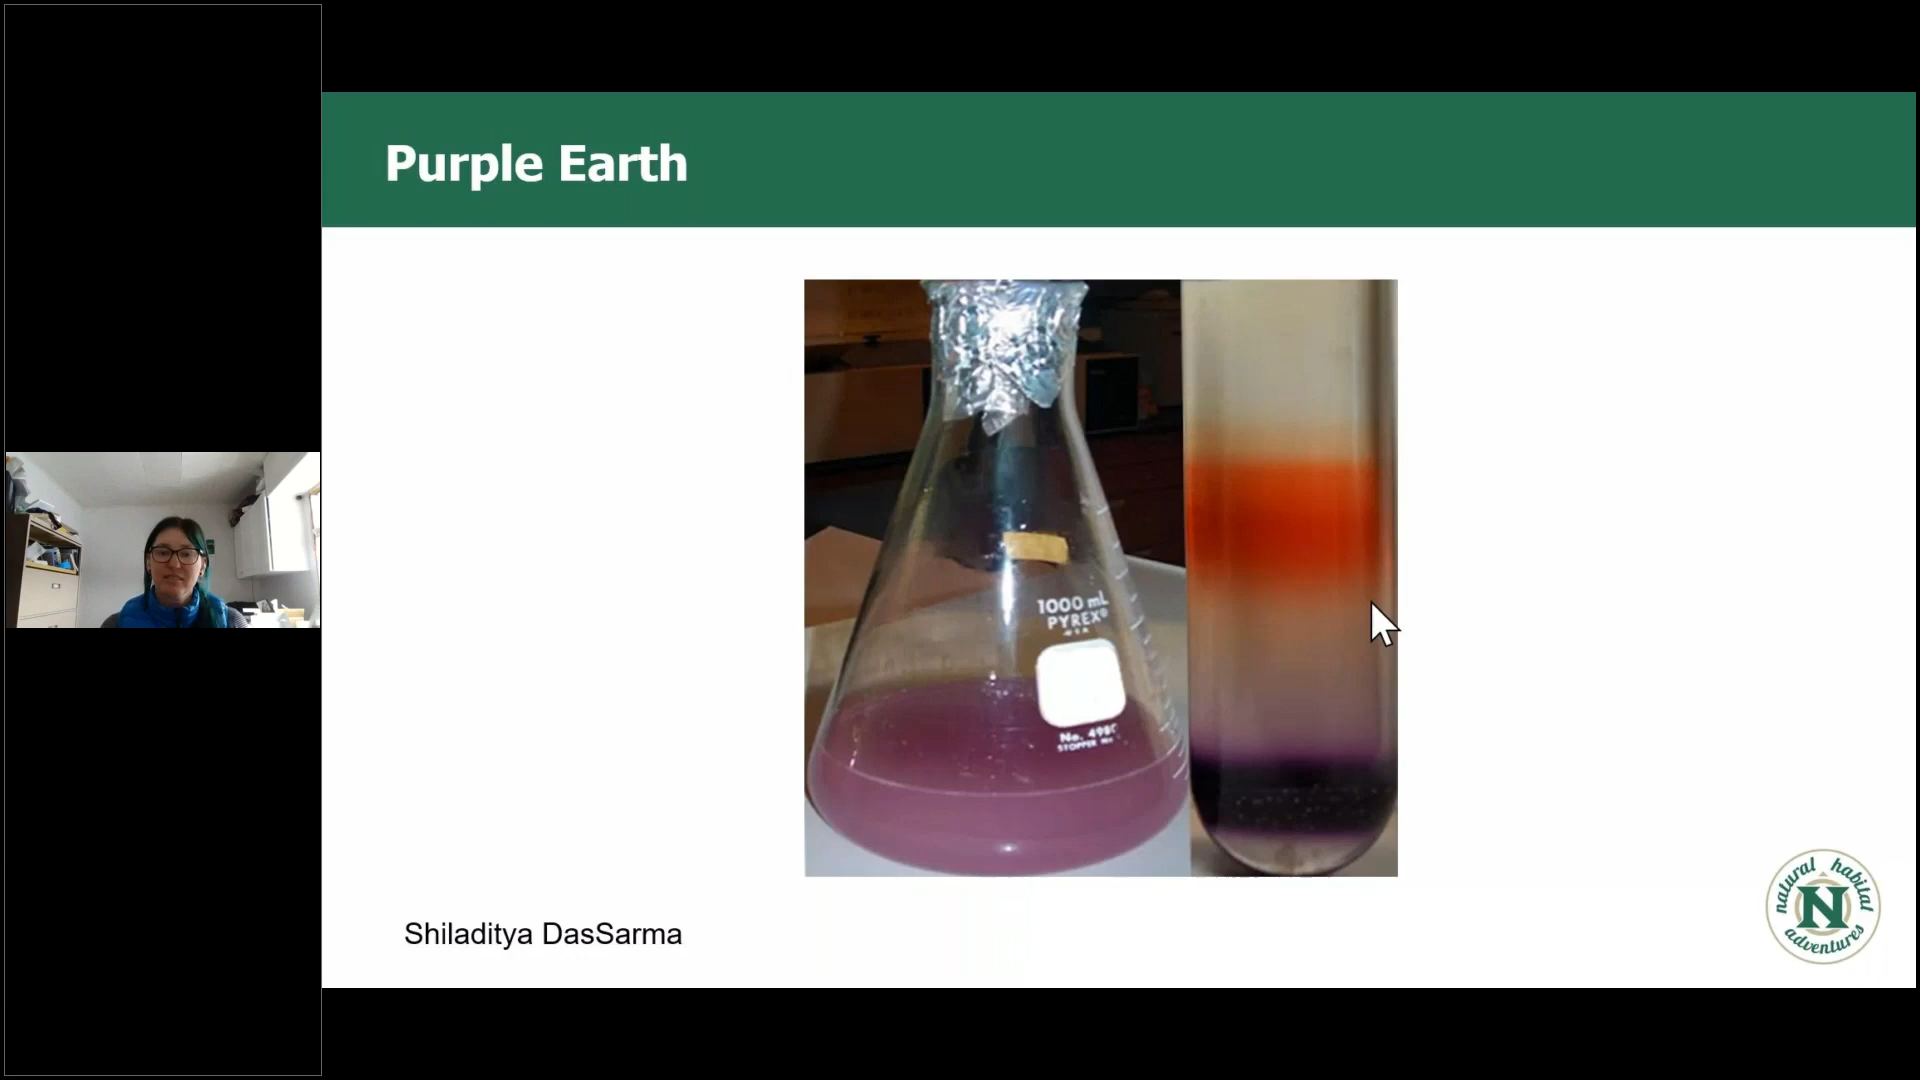 Purple Earth
1000 mL
PYREX®
No. 4980
Shiladitya DasSarma
natural habitat
N
adventures